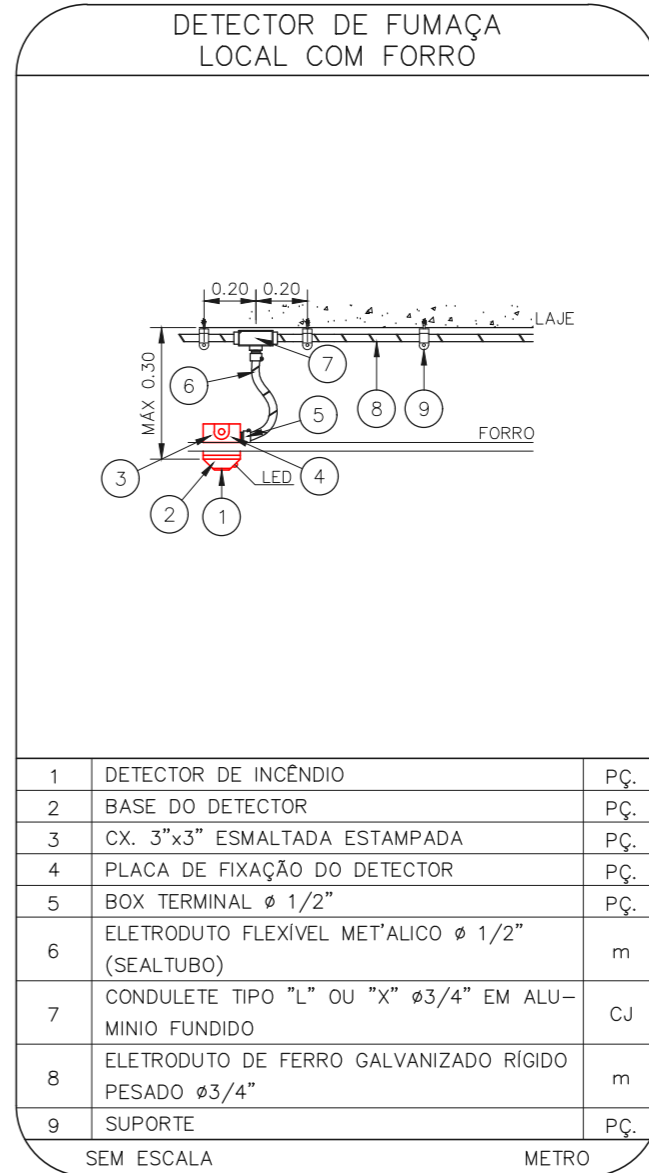 DETECTOR DE FUMAÇA
LOCAL COM FORRO
0.20 0.20
LAJE
MÁX 0.30
7
6
8
9
5
FORRO
3
4
LED
2
1
1 DETECTOR DE INCÊNDIO PÇ.
2 BASE DO DETECTOR PÇ.
3 CX. 3"x3" ESMALTADA ESTAMPADA PÇ.
4 PLACA DE FIXAÇÃO DO DETECTOR PÇ.
5 BOX TERMINAL ø 1/2" PÇ.
6 ELETRODUTO FLEXÍVEL MET'ALICO ø 1/2" m
(SEALTUBO)
7 CONDULETE TIPO "L" OU "X" ø3/4" EM ALU-
MINIO FUNDIDO CJ
8 ELETRODUTO DE FERRO GALVANIZADO RÍGIDO
PESADO ø3/4" m
9 SUPORTE PÇ.
SEM ESCALA METRO